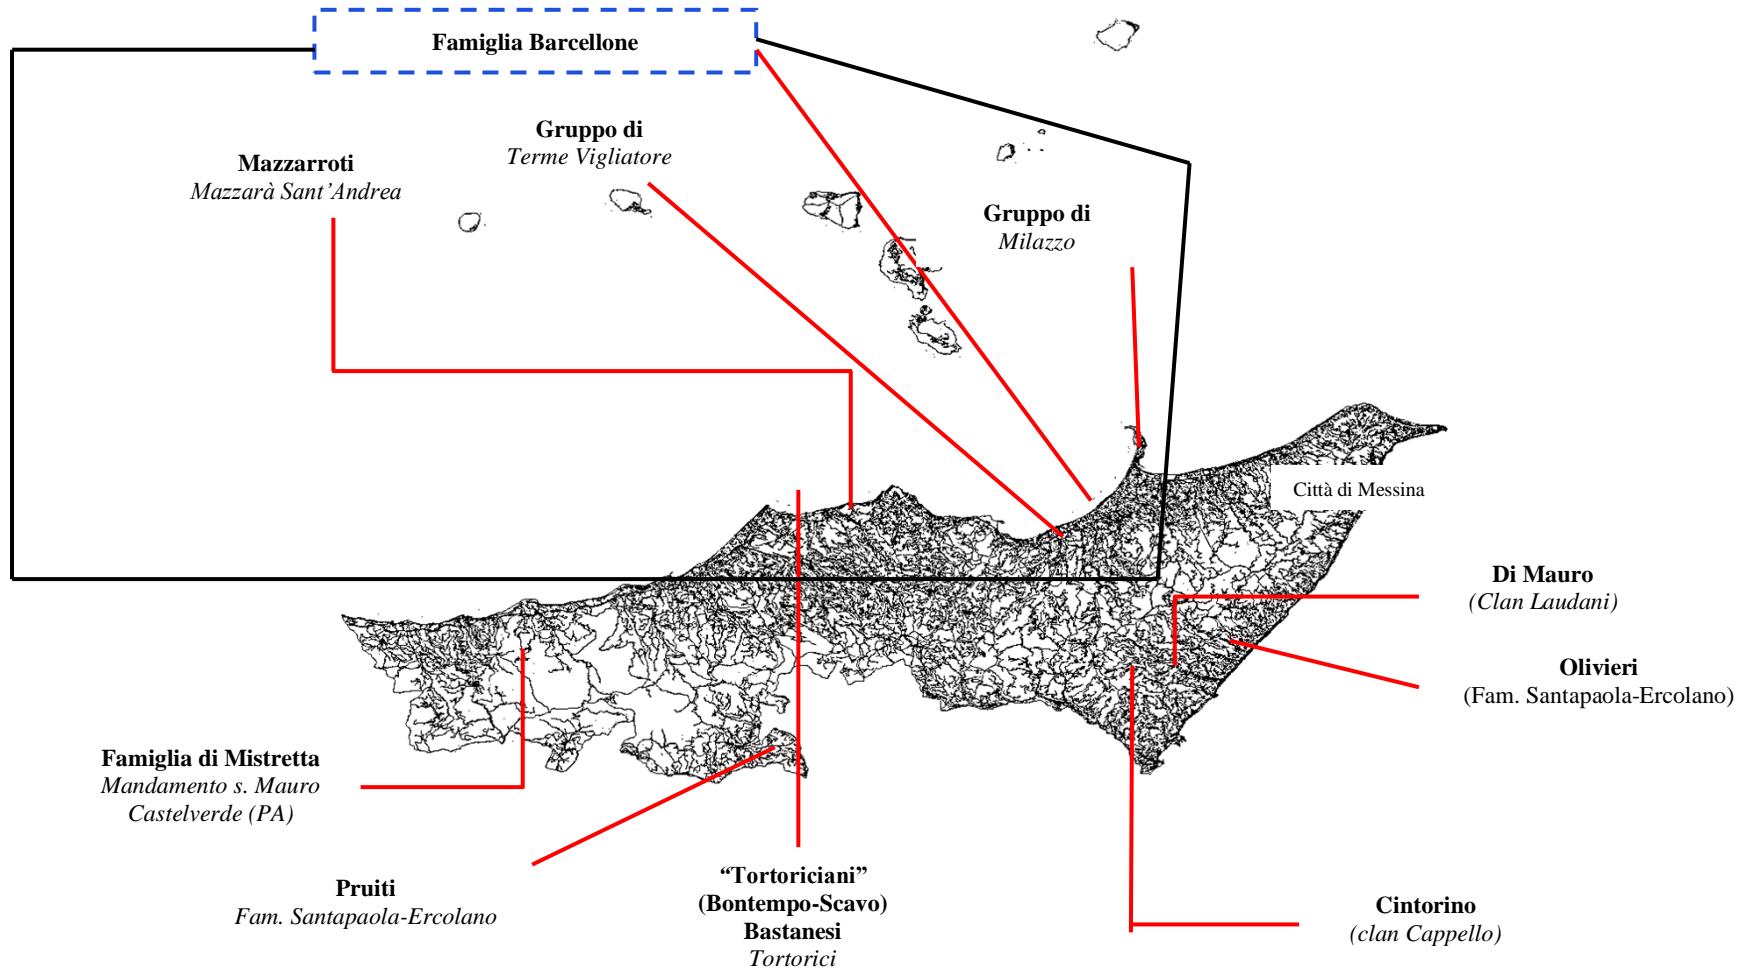 Famiglia Barcellone
Gruppo di
Terme Vigliatore
Mazzarroti
Mazzarà Sant’Andrea
Gruppo di
Milazzo
Città di Messina
Di Mauro
(Clan Laudani)
Olivieri
(Fam. Santapaola-Ercolano)
Famiglia di Mistretta
Mandamento s. Mauro
Castelverde (PA)
Pruiti
Fam. Santapaola-Ercolano
“Tortoriciani”
(Bontempo-Scavo)
Bastanesi
Tortorici
Cintorino
(clan Cappello)